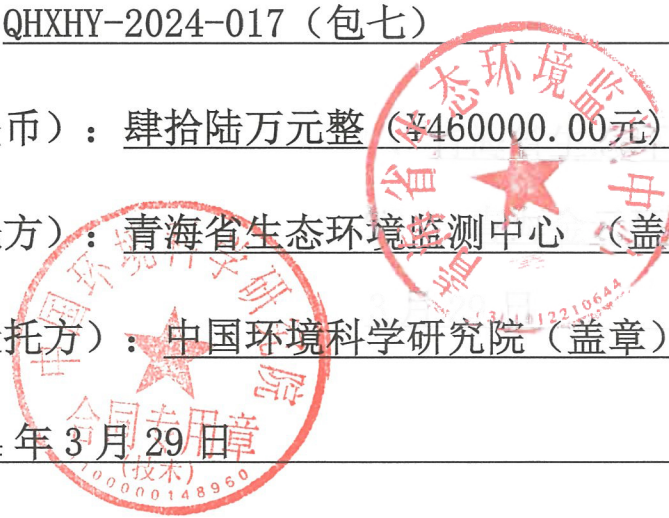 QHXHY-2024-017（包七）
币）：肆拾陆万元整（¥460000.00元）
方）：青海省生态环境监测中心 （盖
托方）：中国环境科学研究院（盖章）
年3月29日
省生态环境监测中心
中国环境科学研究院
合同专用章
(技术)
1100000148960